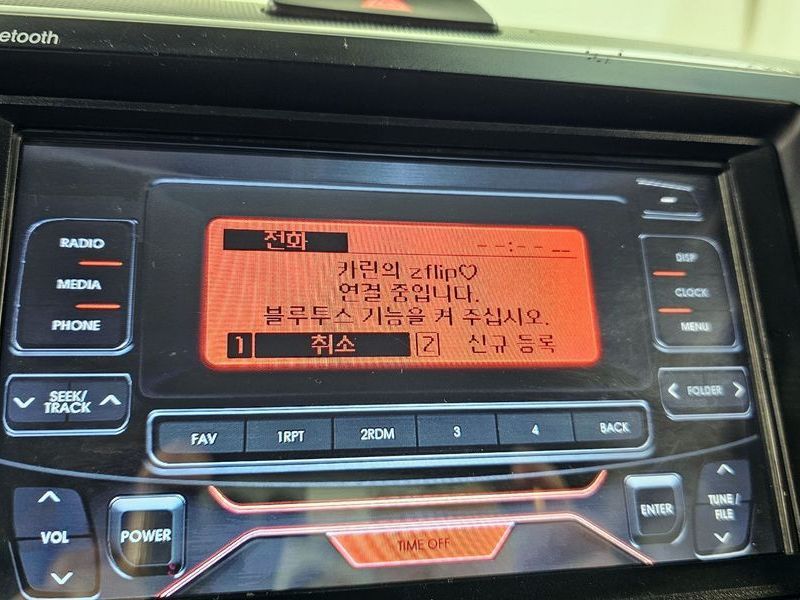 etooth
RADIO
MEDIA
PHONE
전화
--:-- --
카린의 zflip♡
연결 중입니다.
블루투스 기능을 켜 주십시오.
1 취소 2 신규 등록
DISP
CLOCK
MENU
SEEK/
TRACK
FOLDER
FAV 1RPT 2RDM 3 4 BACK
VOL
POWER
TIME OFF
ENTER
TUNE /
FILE